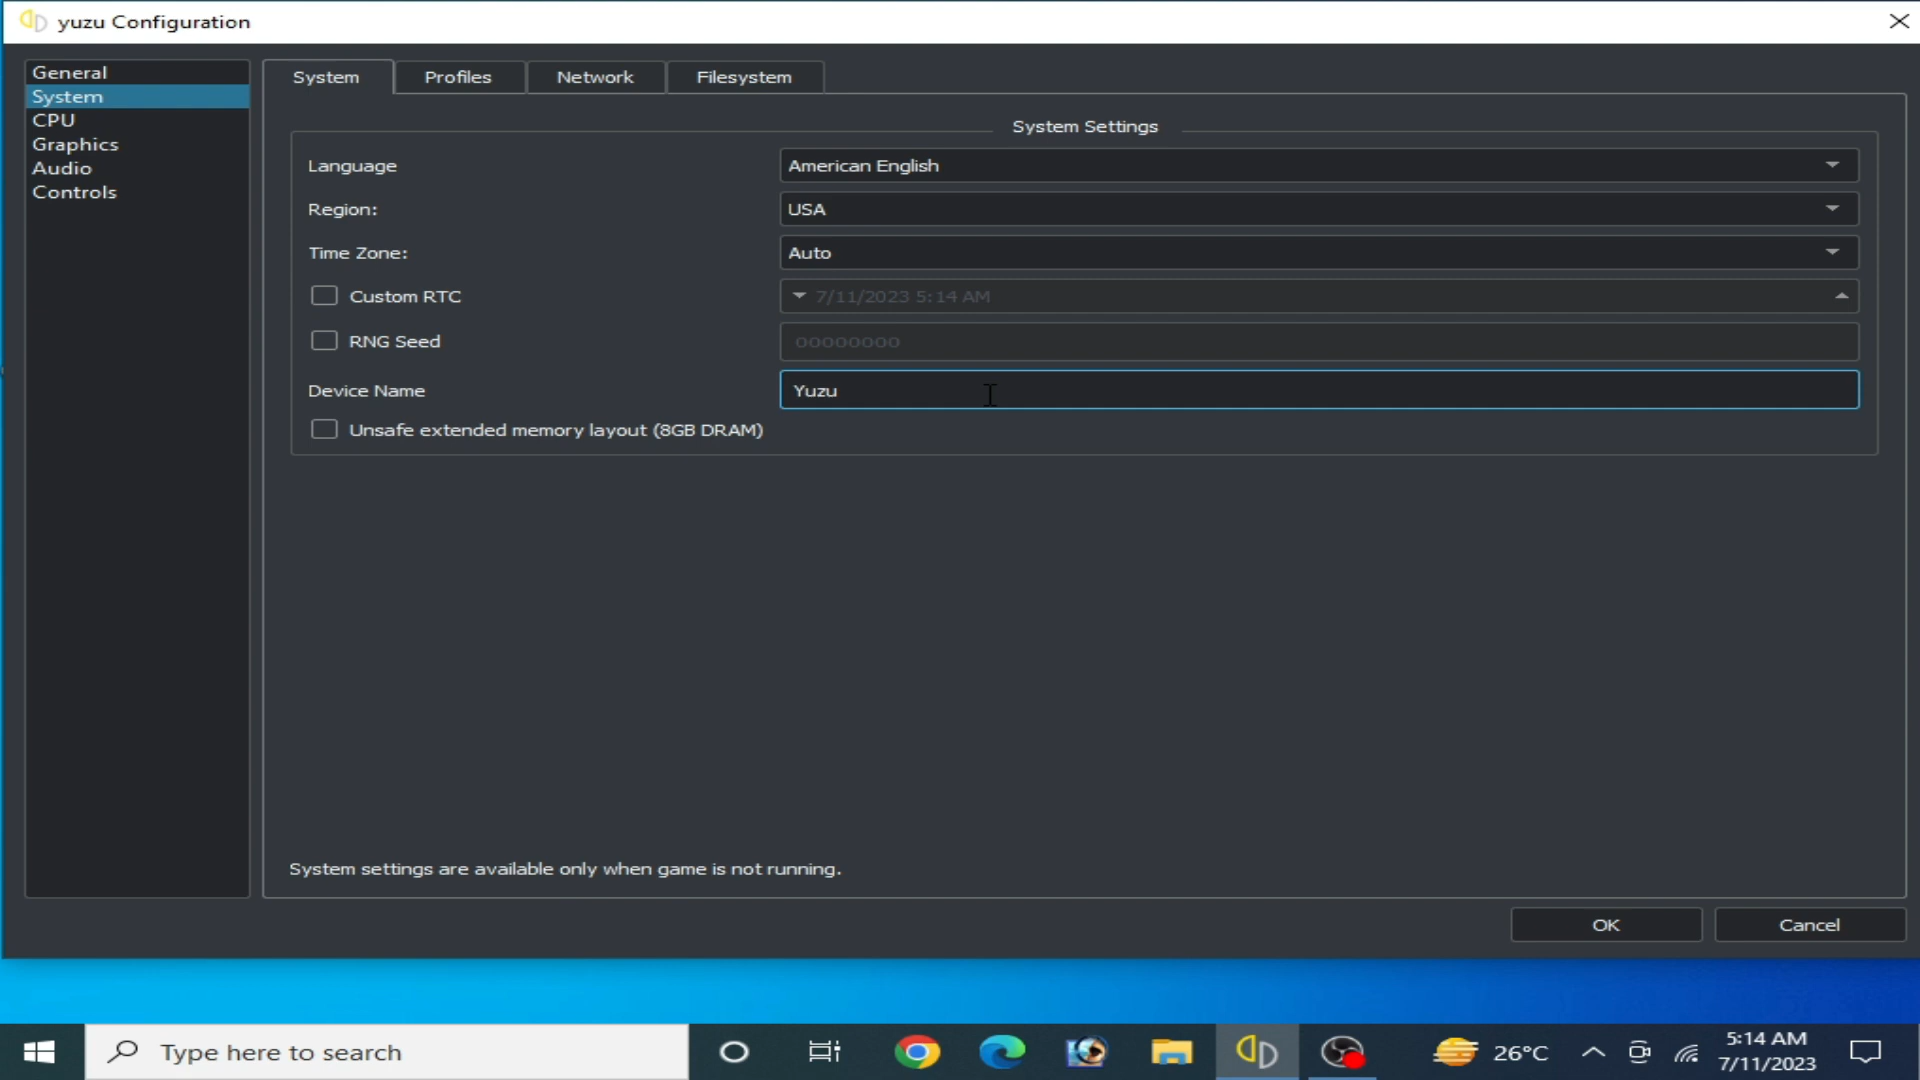 yuzu Configuration
General
System
CPU
Graphics
Audio
Controls
System Profiles Network Filesystem
System Settings
Language American English
Region: USA
Time Zone: Auto
Custom RTC 7/11/2023 5:14 AM
RNG Seed 00000000
Device Name Yuzu
Unsafe extended memory layout (8GB DRAM)
System settings are available only when game is not running.
OK Cancel
Type here to search
26°C
5:14 AM
7/11/2023